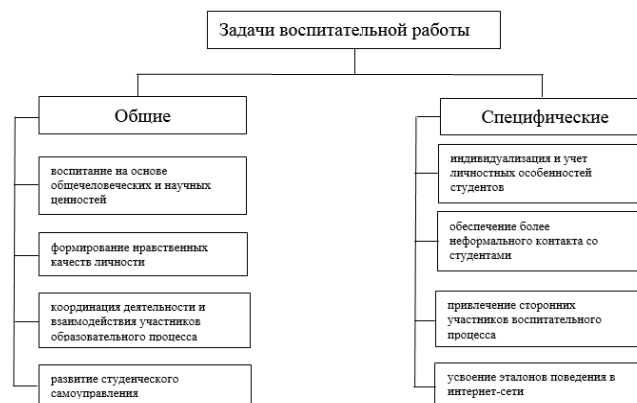 Задачи воспитательной работы
Общие
воспитание на основе
общечеловеческих и научных
ценностей
формирование нравственных
качеств личности
координация деятельности и
взаимодействия участников
образовательного процесса
развитие студенческого
самоуправления
Специфические
индивидуализация и учет
личностных особенностей
студентов
обеспечение более
неформального контакта со
студентами
привлечение сторонних
участников воспитательного
процесса
усвоение эталонов поведения в
интернет-сети